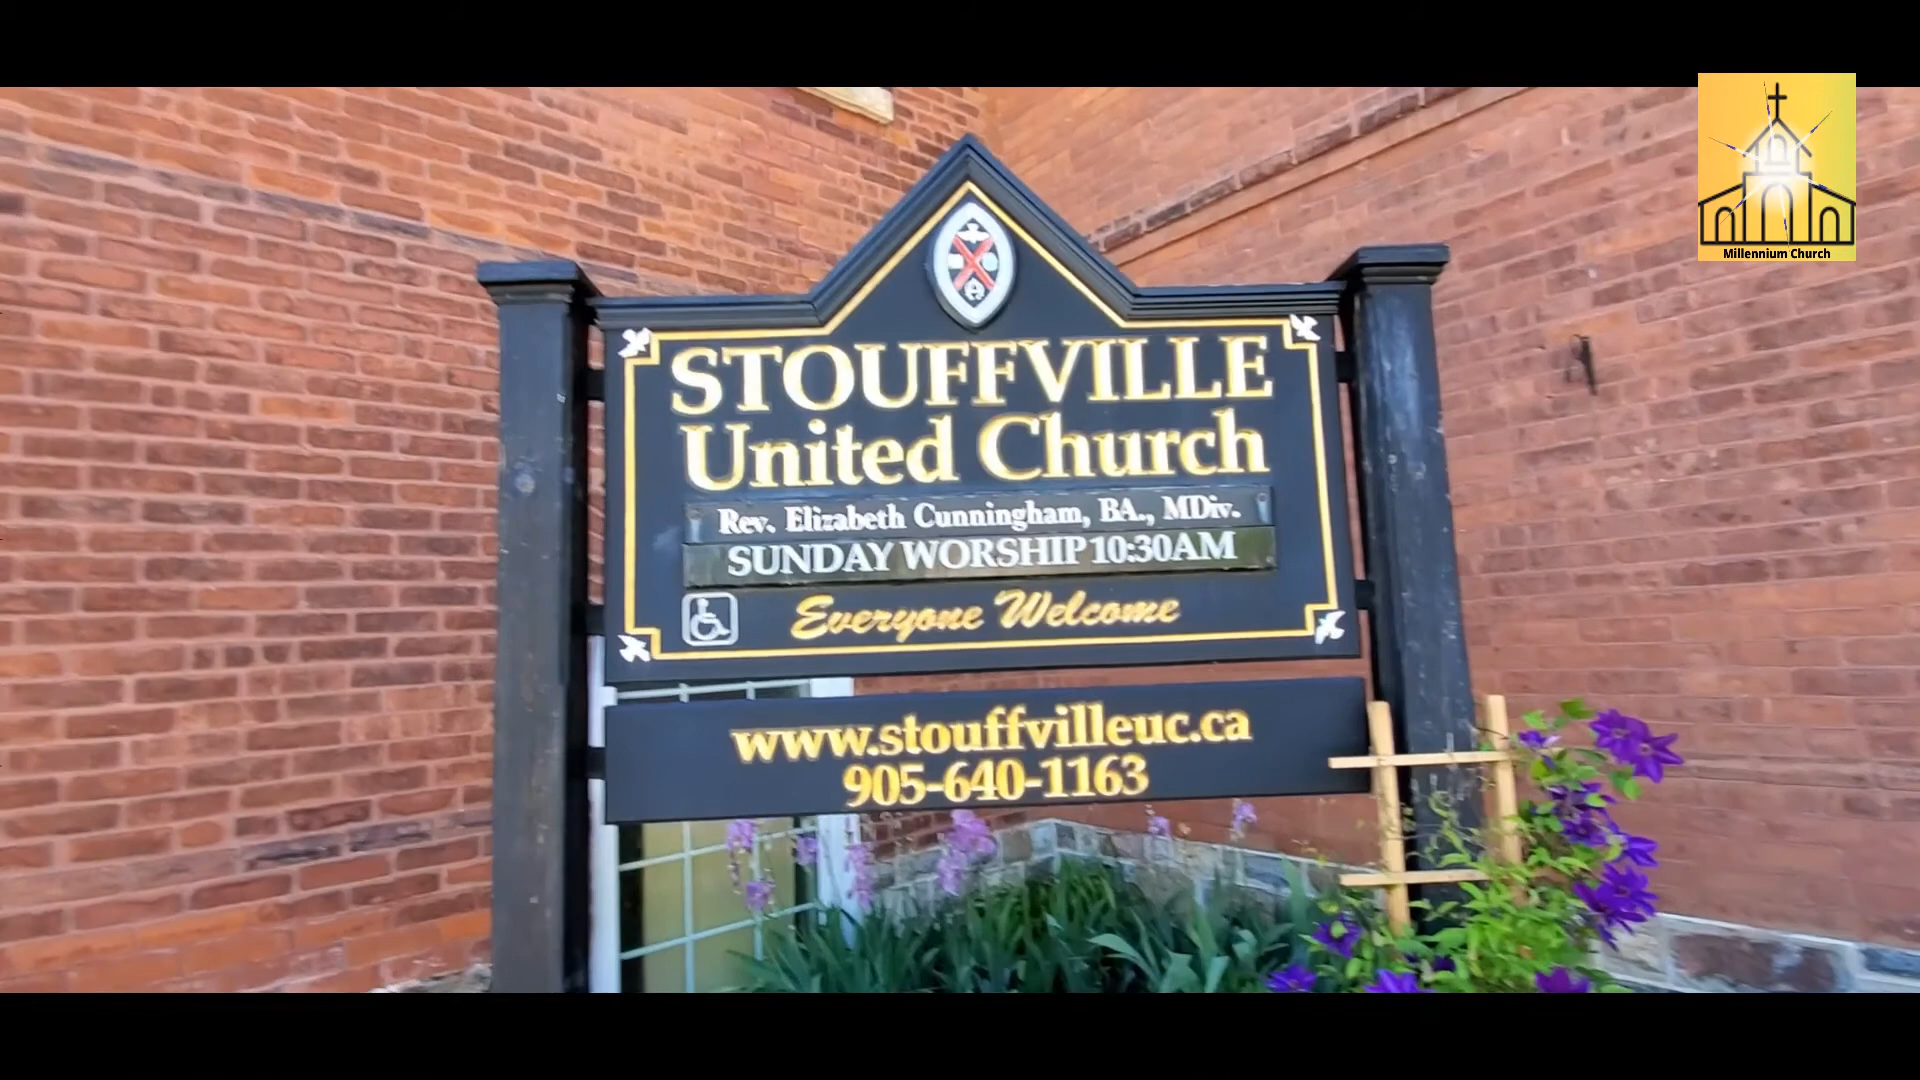 Millennium Church
STOUFFVILLE
United Church
Rev. Elizabeth Cunningham, BA., MDiv.
SUNDAY WORSHIP 10:30AM
Everyone Welcome
www.stouffvilleuc.ca
905-640-1163